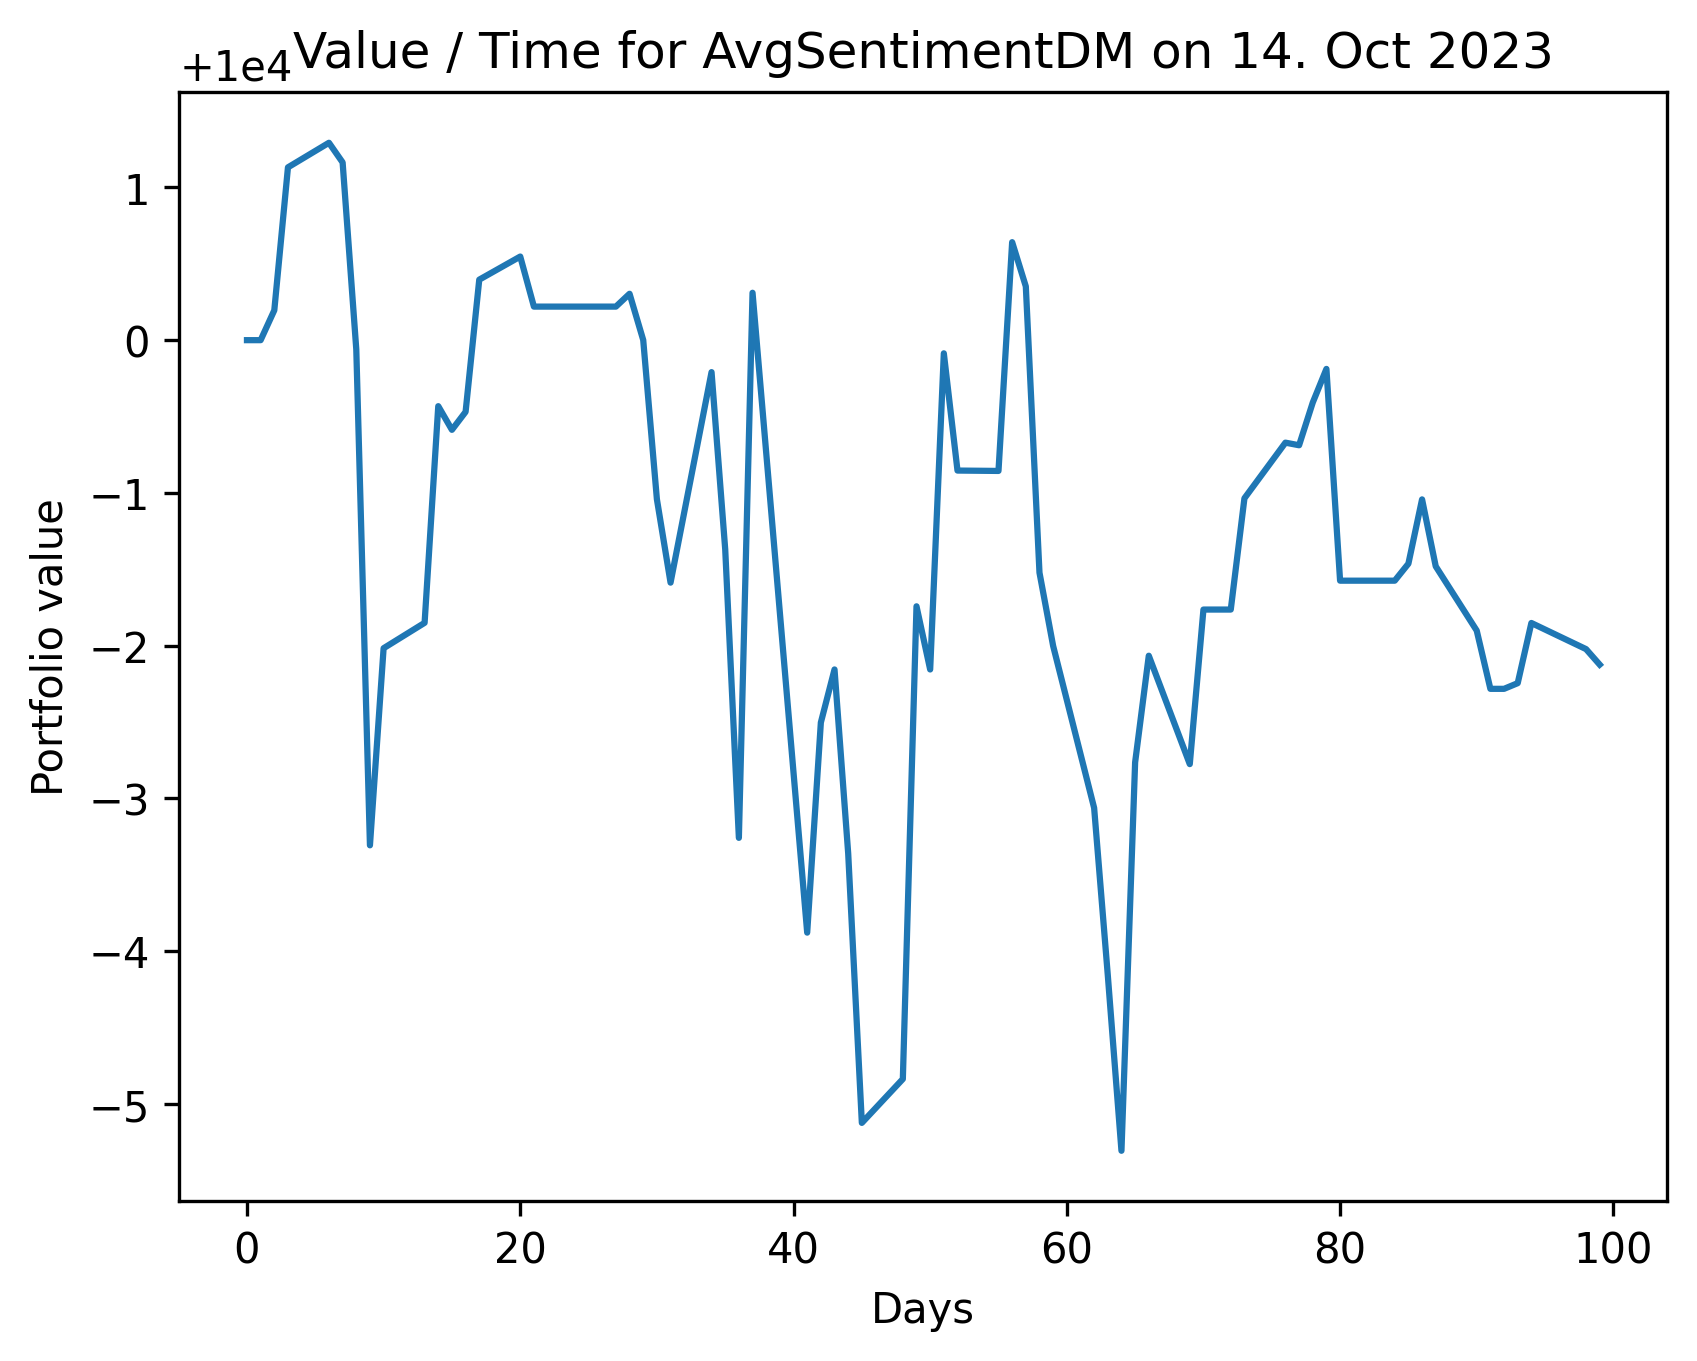 Value / Time for AvgSentimentDM on 14. Oct 2023
+1e4
1
0
−1
−2
−3
−4
−5
Portfolio value
0 20 40 60 80 100
Days